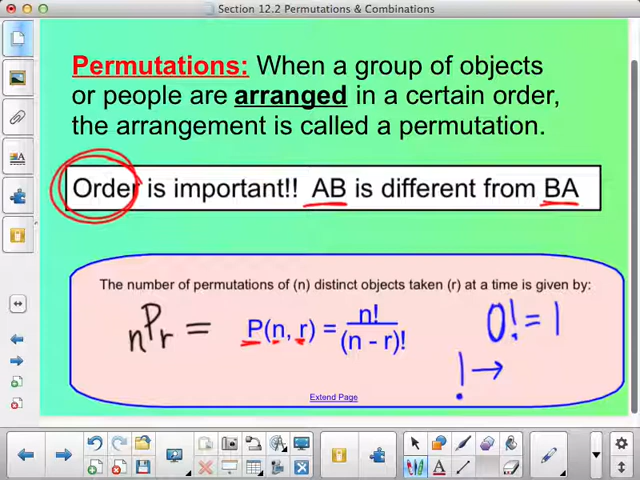 Section 12.2 Permutations & Combinations
Permutations: When a group of objects
or people are arranged in a certain order,
the arrangement is called a permutation.
Order is important!! AB is different from BA
The number of permutations of (n) distinct objects taken (r) at a time is given by:
nPr = P(n, r) = n! / (n - r)! 0! = 1
! →
Extend Page